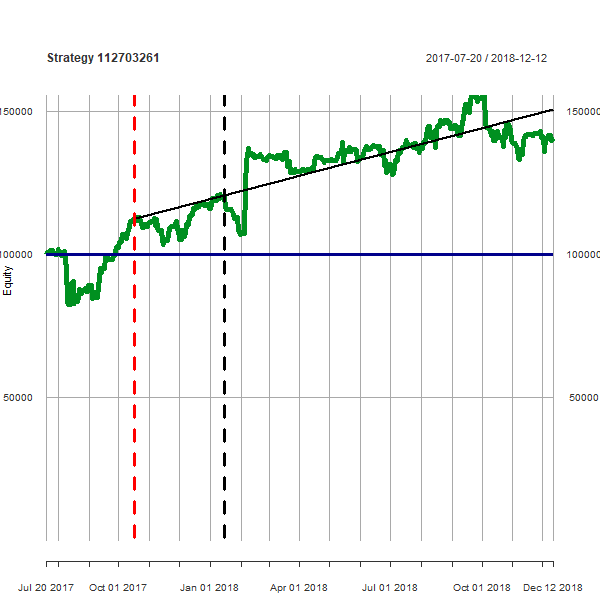 Strategy 112703261
2017-07-20 / 2018-12-12
150000
150000
100000
100000
50000
50000
Equity
Jul 20 2017
Oct 01 2017
Jan 01 2018
Apr 01 2018
Jul 01 2018
Oct 01 2018
Dec 12 2018